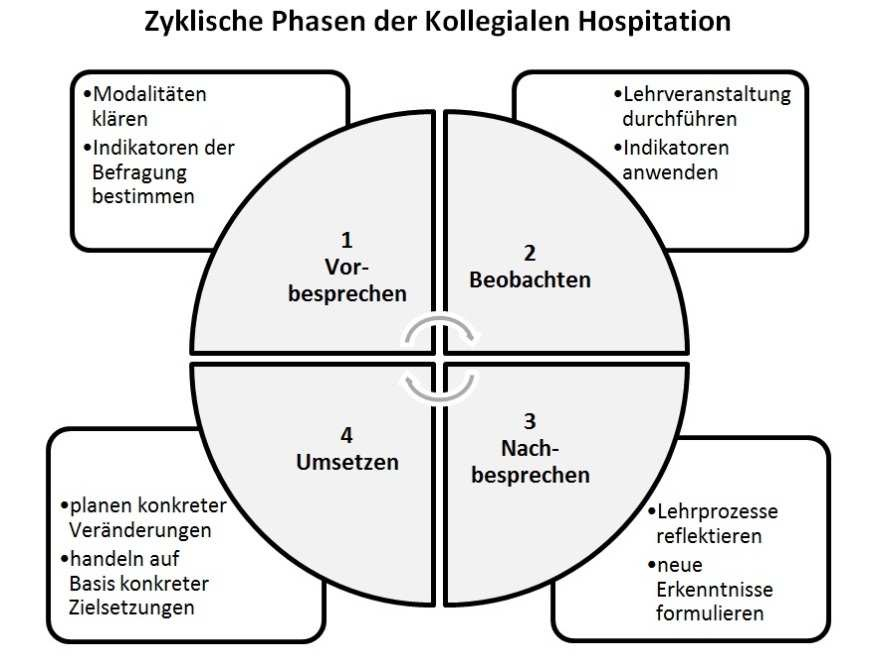 Zyklische Phasen der Kollegialen Hospitation
•Modalitäten
klären
•Indikatoren der
Befragung
bestimmen
•Lehrveranstaltung
durchführen
•Indikatoren
anwenden
1
Vor-
besprechen
2
Beobachten
4
Umsetzen
3
Nach-
besprechen
•planen konkreter
Veränderungen
•handeln auf
Basis konkreter
Zielsetzungen
•Lehrprozesse
reflektieren
•neue
Erkenntnisse
formulieren